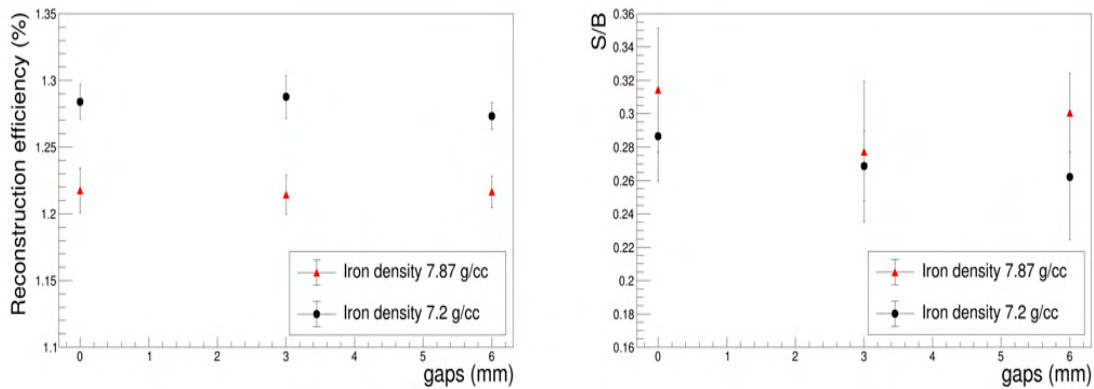 Reconstruction efficiency (%)
1.35
1.3
1.25
1.2
1.15
1.1
0 1 2 3 4 5 6
gaps (mm)
Iron density 7.87 g/cc
Iron density 7.2 g/cc
S/B
0.36
0.34
0.32
0.3
0.28
0.26
0.24
0.22
0.2
0.18
0.16
0 1 2 3 4 5 6
gaps (mm)
Iron density 7.87 g/cc
Iron density 7.2 g/cc